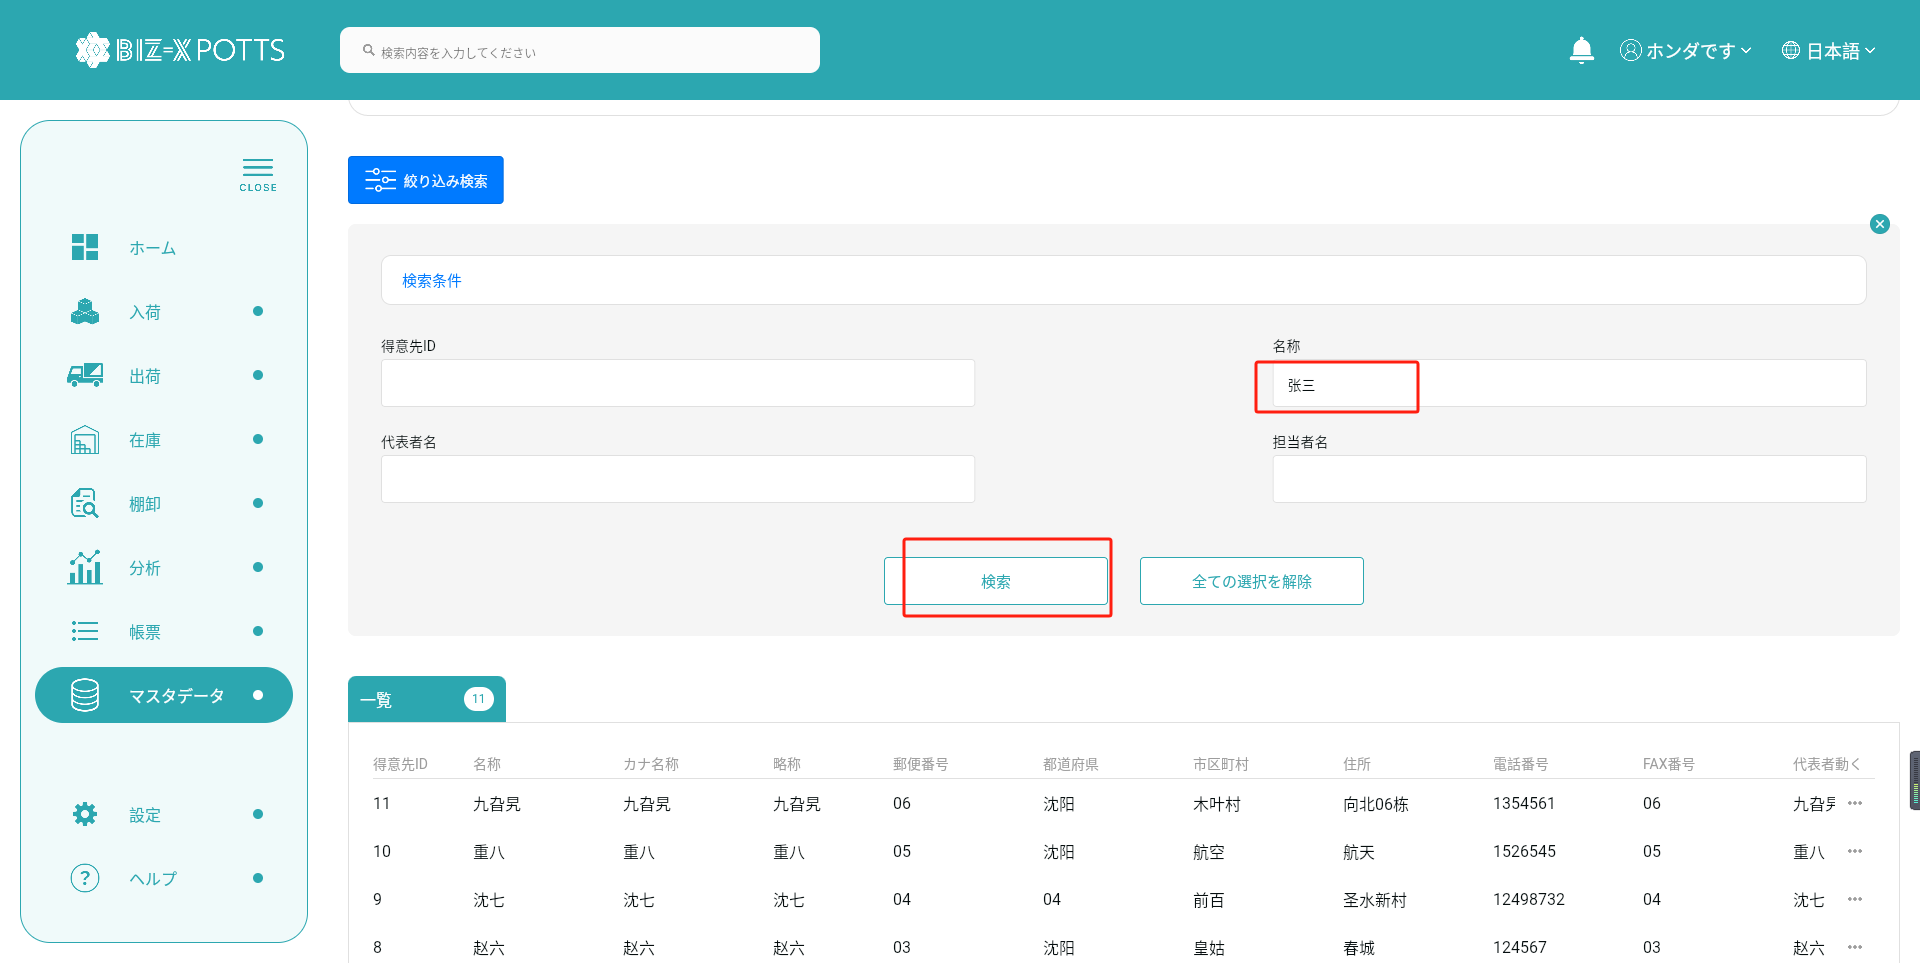 BIZ=X POTTS
検索内容を入力してください
ホンダです
日本語
CLOSE
ホーム
入荷
出荷
在庫
棚卸
分析
帳票
マスタデータ
設定
ヘルプ
絞り込み検索
検索条件
得意先ID
名称
张三
代表者名
担当者名
検索
全ての選択を解除
一覧 11
得意先ID 名称 カナ名称 略称 郵便番号 都道府県 市区町村 住所 電話番号 FAX番号 代表者動く
11 九旮旯 九旮旯 九旮旯 06 沈阳 木叶村 向北06栋 1354561 06 九旮旯
10 重八 重八 重八 05 沈阳 航空 航天 1526545 05 重八
9 沈七 沈七 沈七 04 04 前百 圣水新村 12498732 04 沈七
8 赵六 赵六 赵六 03 沈阳 皇姑 春城 124567 03 赵六